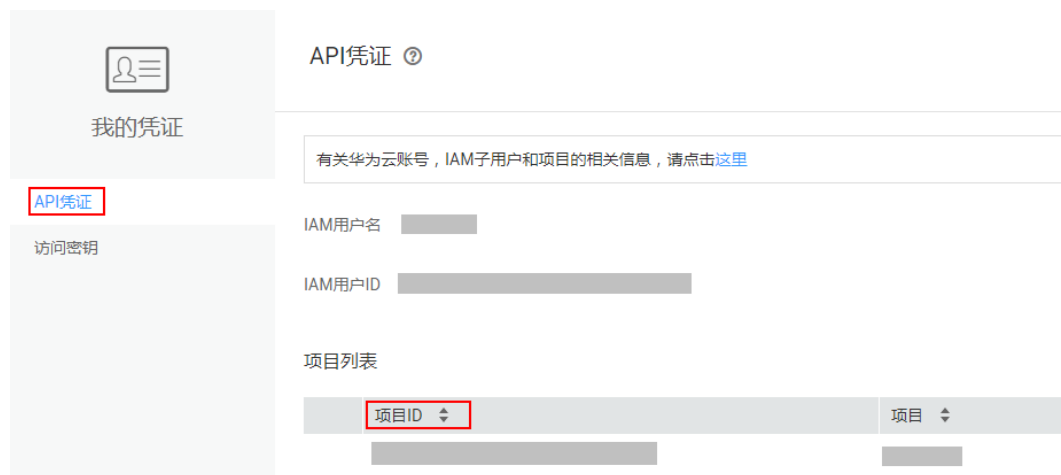 API凭证
我的凭证
有关华为云账号，IAM子用户和项目的相关信息，请点击这里
API凭证
IAM用户名
访问密钥
IAM用户ID
项目列表
项目ID 项目